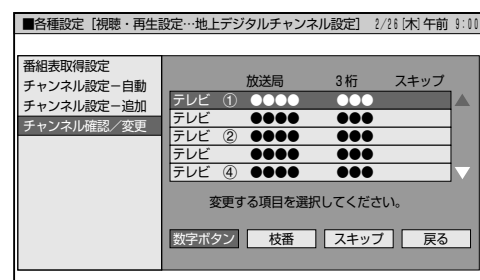 ■各種設定［視聴・再生設定…地上デジタルチャンネル設定］ 2/26[木]午前 9:00
番組表取得設定
チャンネル設定－自動
チャンネル設定－追加
チャンネル確認／変更
放送局 3桁 スキップ
テレビ ① ●●●● ●●●
テレビ ●●●● ●●●
テレビ ② ●●●● ●●●
テレビ ●●●● ●●●
テレビ ④ ●●●● ●●●
変更する項目を選択してください。
数字ボタン 枝番 スキップ 戻る